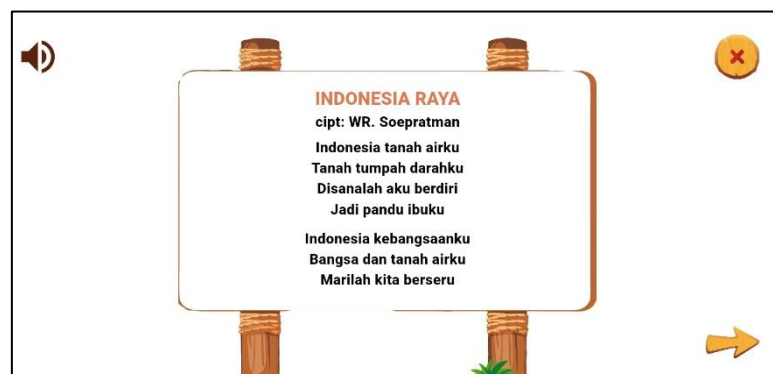 INDONESIA RAYA
cipt: WR. Soepratman
Indonesia tanah airku
Tanah tumpah darahku
Disanalah aku berdiri
Jadi pandu ibuku
Indonesia kebangsaanku
Bangsa dan tanah airku
Marilah kita berseru